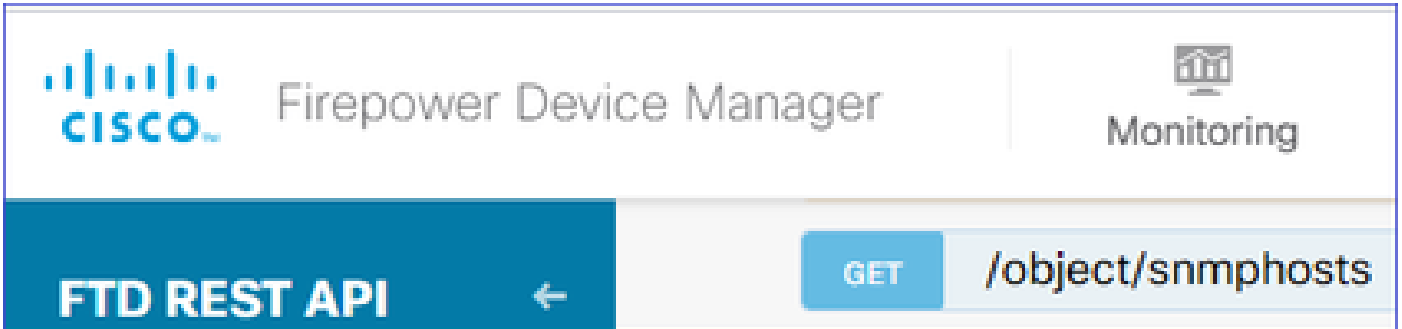 CISCO
Firepower Device Manager
Monitoring
FTD REST API
GET /object/snmphosts